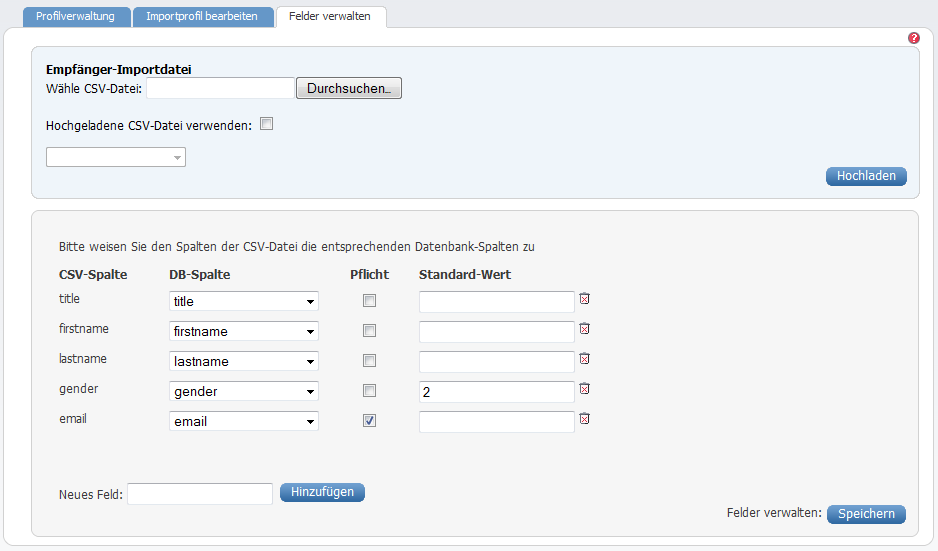 Profilverwaltung Importprofil bearbeiten Felder verwalten
?
Empfänger-Importdatei
Wähle CSV-Datei: Durchsuchen...
Hochgeladene CSV-Datei verwenden:
Hochladen
Bitte weisen Sie den Spalten der CSV-Datei die entsprechenden Datenbank-Spalten zu
CSV-Spalte DB-Spalte Pflicht Standard-Wert
title title
firstname firstname
lastname lastname
gender gender 2
email email
Neues Feld: Hinzufügen
Felder verwalten: Speichern